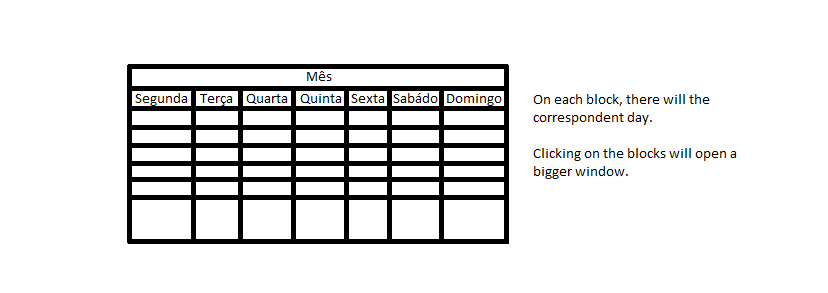 Mês
Segunda Terça Quarta Quinta Sexta Sabádo Domingo
On each block, there will the
correspondent day.
Clicking on the blocks will open a
bigger window.